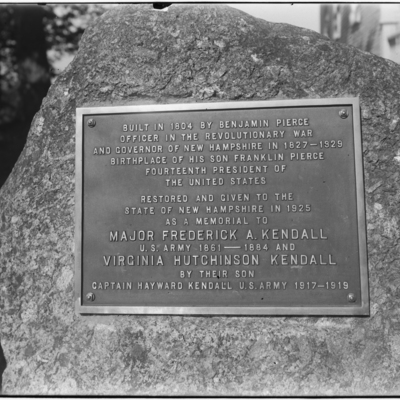 BUILT IN 1804 BY BENJAMIN PIERCE
OFFICER IN THE REVOLUTIONARY WAR
AND GOVERNOR OF NEW HAMPSHIRE IN 1827-1929
BIRTHPLACE OF HIS SON FRANKLIN PIERCE
FOURTEENTH PRESIDENT OF
THE UNITED STATES
RESTORED AND GIVEN TO THE
STATE OF NEW HAMPSHIRE IN 1925
AS A MEMORIAL TO
MAJOR FREDERICK A. KENDALL
U.S. ARMY 1861 — 1884 AND
VIRGINIA HUTCHINSON KENDALL
BY THEIR SON
CAPTAIN HAYWARD KENDALL U.S. ARMY 1917-1919